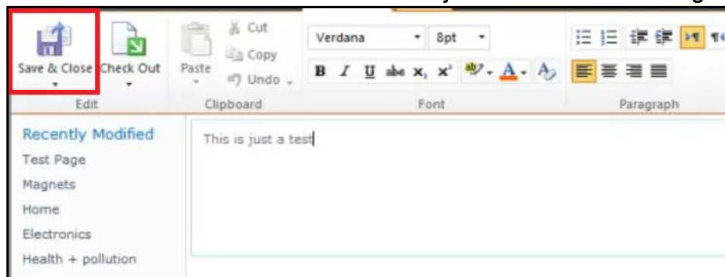 Save & Close
Check Out
Paste
Cut
Copy
Undo
Verdana
8pt
B I U abc x, x²
A
Edit
Clipboard
Font
Paragraph
Recently Modified
Test Page
Magnets
Home
Electronics
Health + pollution
This is just a test